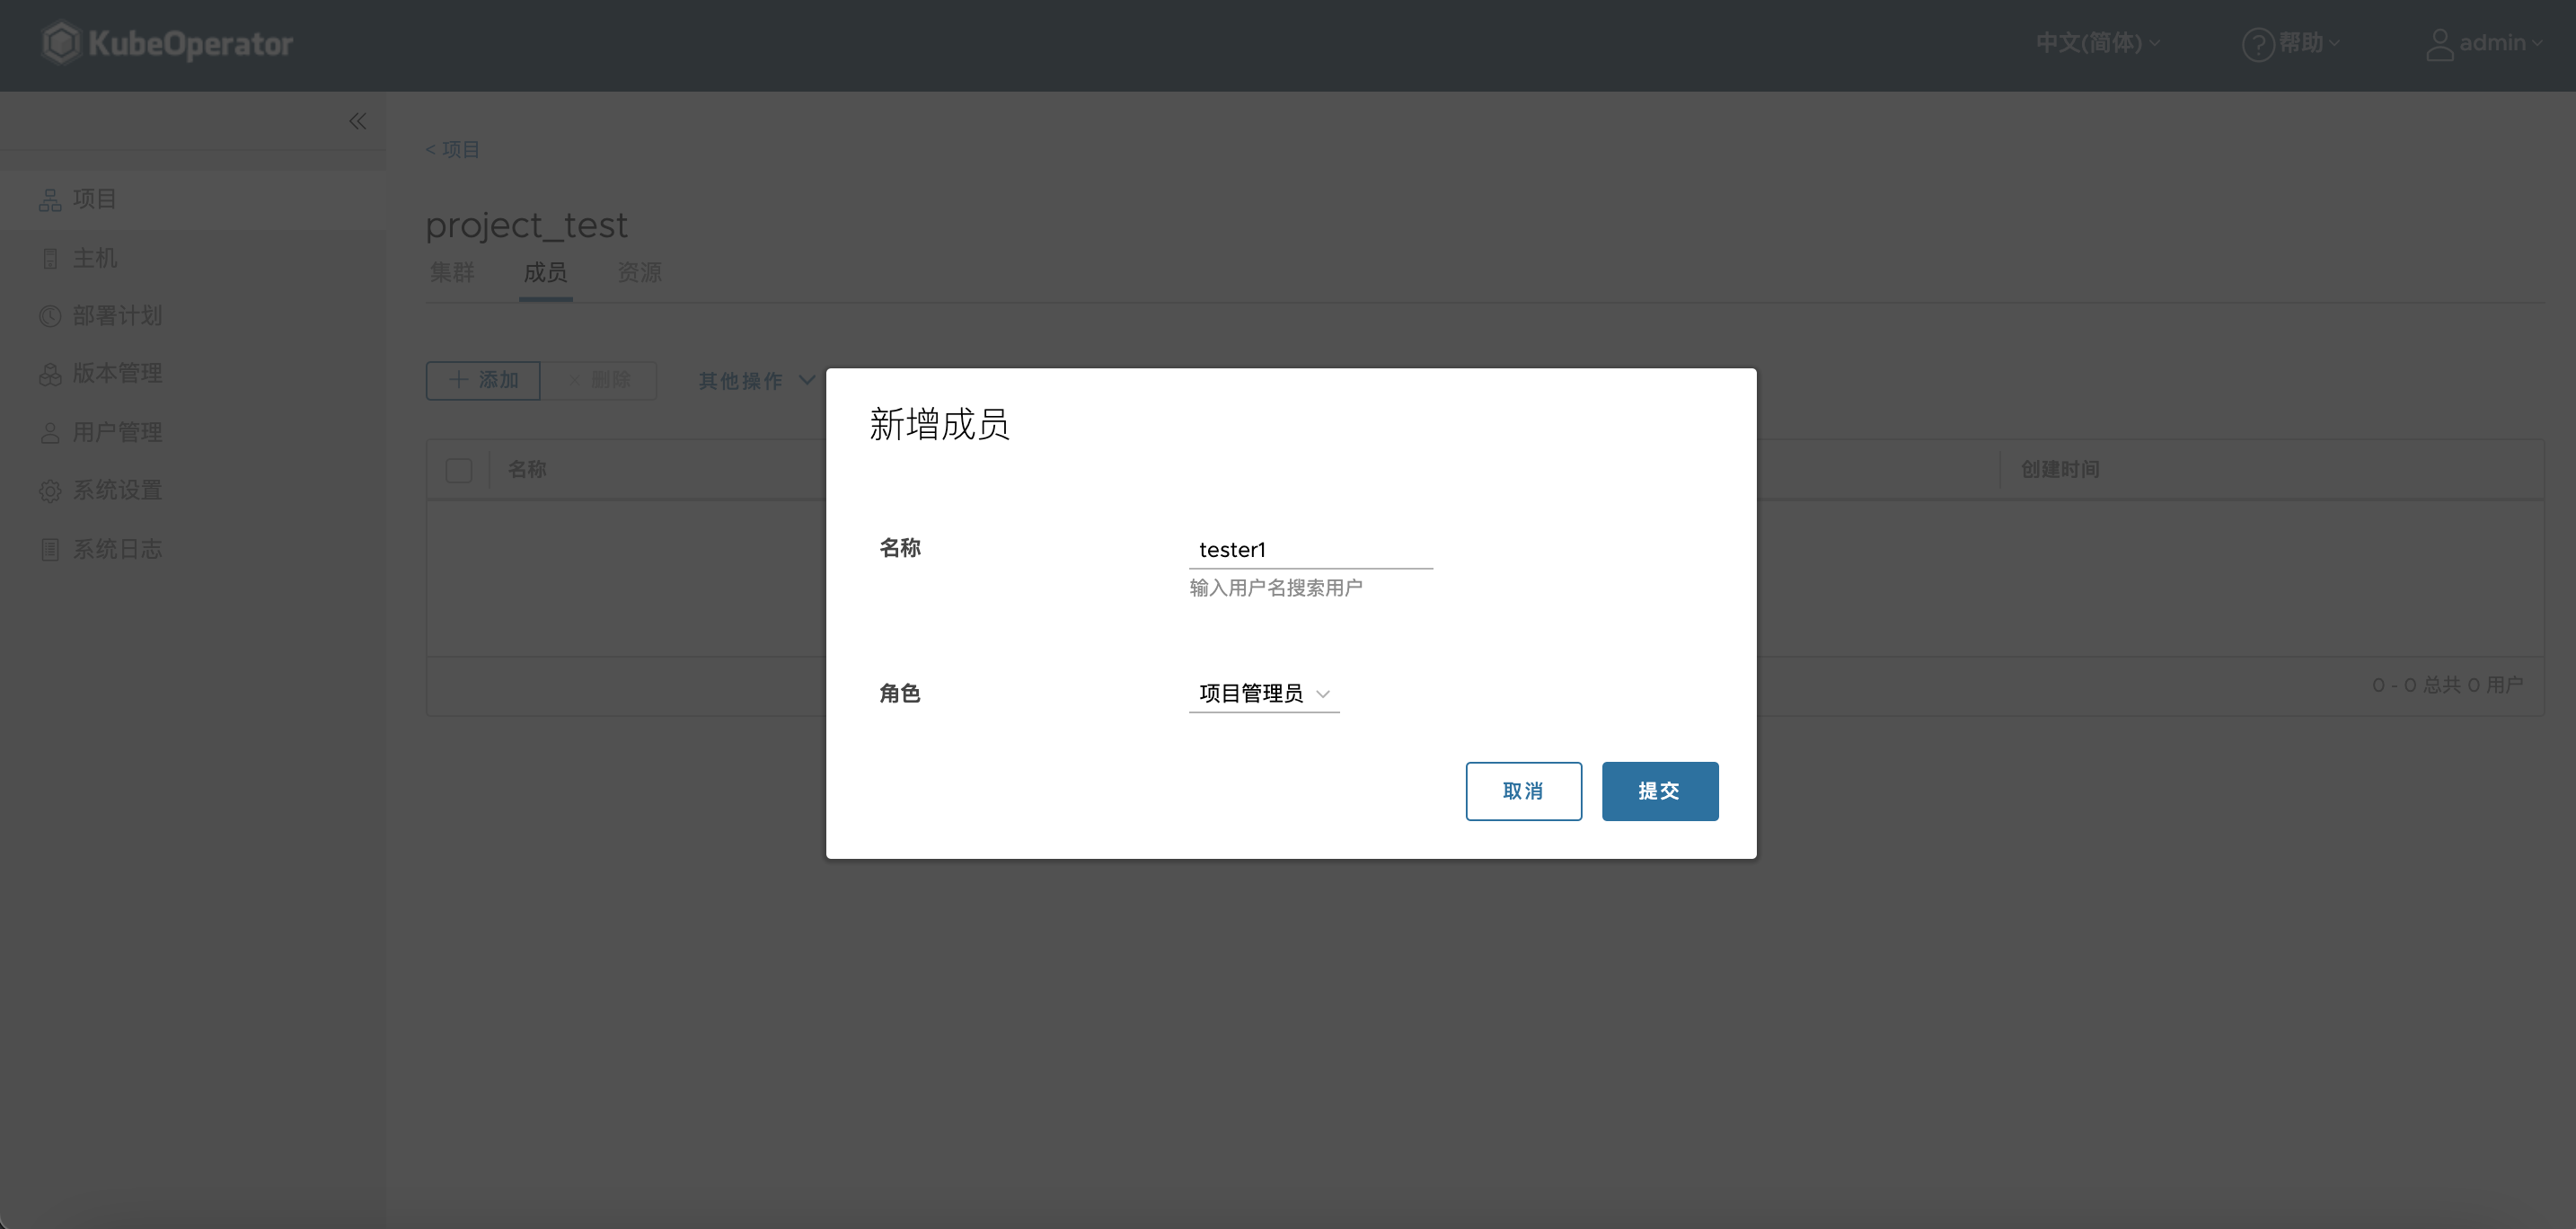 KubeOperator
中文(简体)
帮助
admin
< 项目
项目
主机
部署计划
版本管理
用户管理
系统设置
系统日志
project_test
集群
成员
资源
添加
删除
其他操作
名称
创建时间
0 - 0 总共 0 用户
新增成员
名称
tester1
输入用户名搜索用户
角色
项目管理员
取消
提交